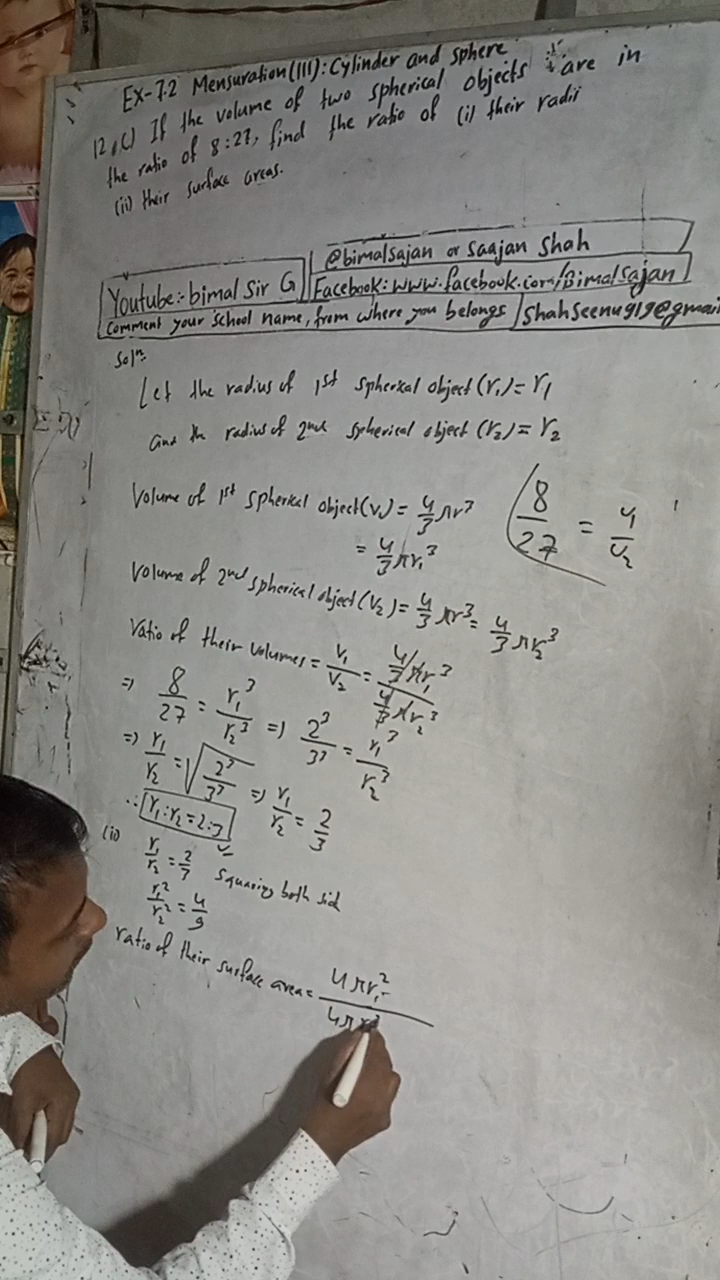 Ex-7.2 Mensuration (III): Cylinder and sphere
12.c) If the volume of two spherical objects are in
the ratio of 8:27, find the ratio of (i) their radii
(ii) their surface areas.
@bimalsajan or Saajan Shah
Youtube:- bimal Sir G
Facebook: www.facebook.com/Bimalsajan
Comment your school name, from where you belongs
Shahseenu919@gmai
Solⁿ.
Let the radius of 1st spherical object (r₁) = r₁
and the radius of 2nd spherical object (r₂) = r₂
Volume of 1st spherical object (v₁) = 4/3 πr³
= 4/3 πr₁³
8/27 = 4/v₂
Volume of 2nd spherical object (v₂) = 4/3 πr³ = 4/3 πr₂³
ratio of their volumes = v₁/v₂ = 4/3 πr₁³ / 4/3 πr₂³
⇒ 8/27 = r₁³/r₂³ ⇒ 2³/3³ = r₁³/r₂³
⇒ r₁/r₂ = √2³/3³ ⇒ r₁/r₂ = 2/3
∴ r₁:r₂ = 2:3
(ii)
r₁/r₂ = 2/3 squaring both sid
r₁²/r₂² = 4/9
ratio of their surface area = 4πr₁² / 4πr